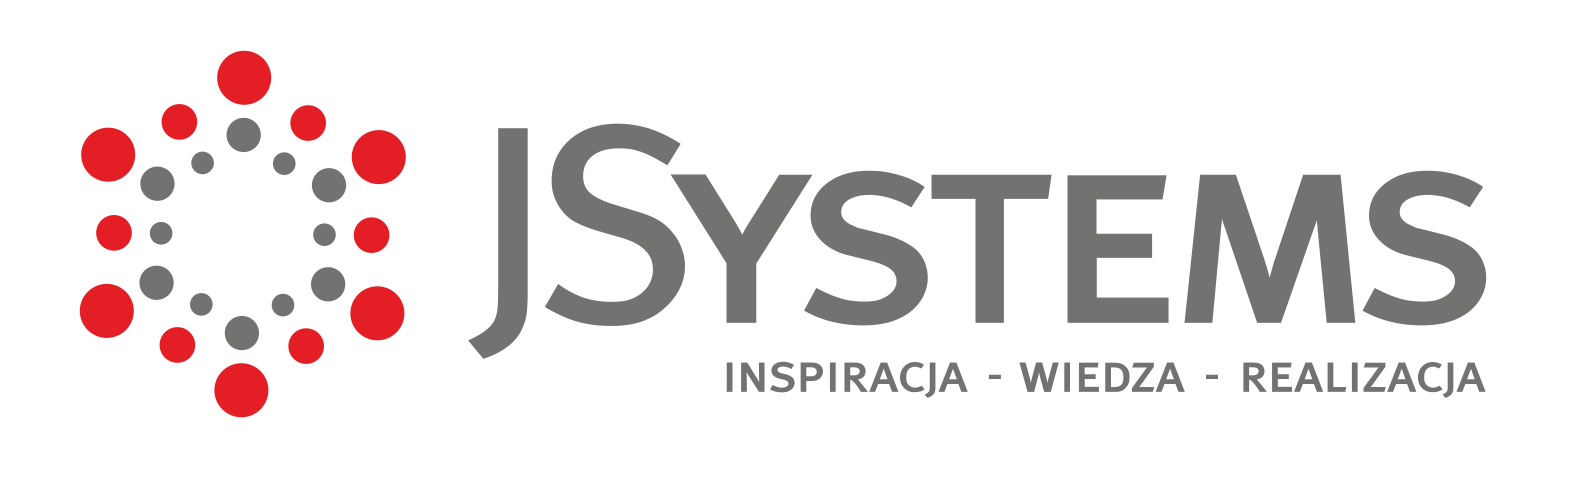 JSYSTEMS
INSPIRACJA - WIEDZA - REALIZACJA